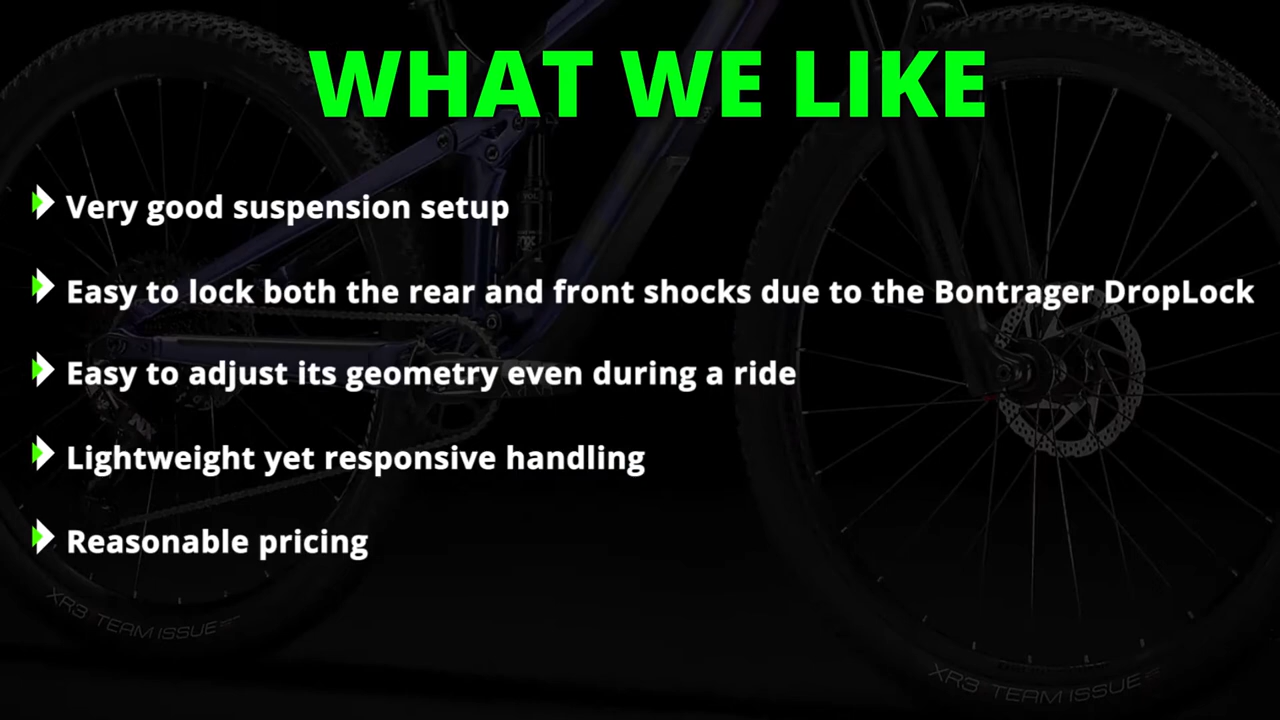 WHAT WE LIKE
Very good suspension setup
Easy to lock both the rear and front shocks due to the Bontrager DropLock
Easy to adjust its geometry even during a ride
NX
Lightweight yet responsive handling
Reasonable pricing
XR3 TEAM ISSUE
XR3 TEAM ISSUE